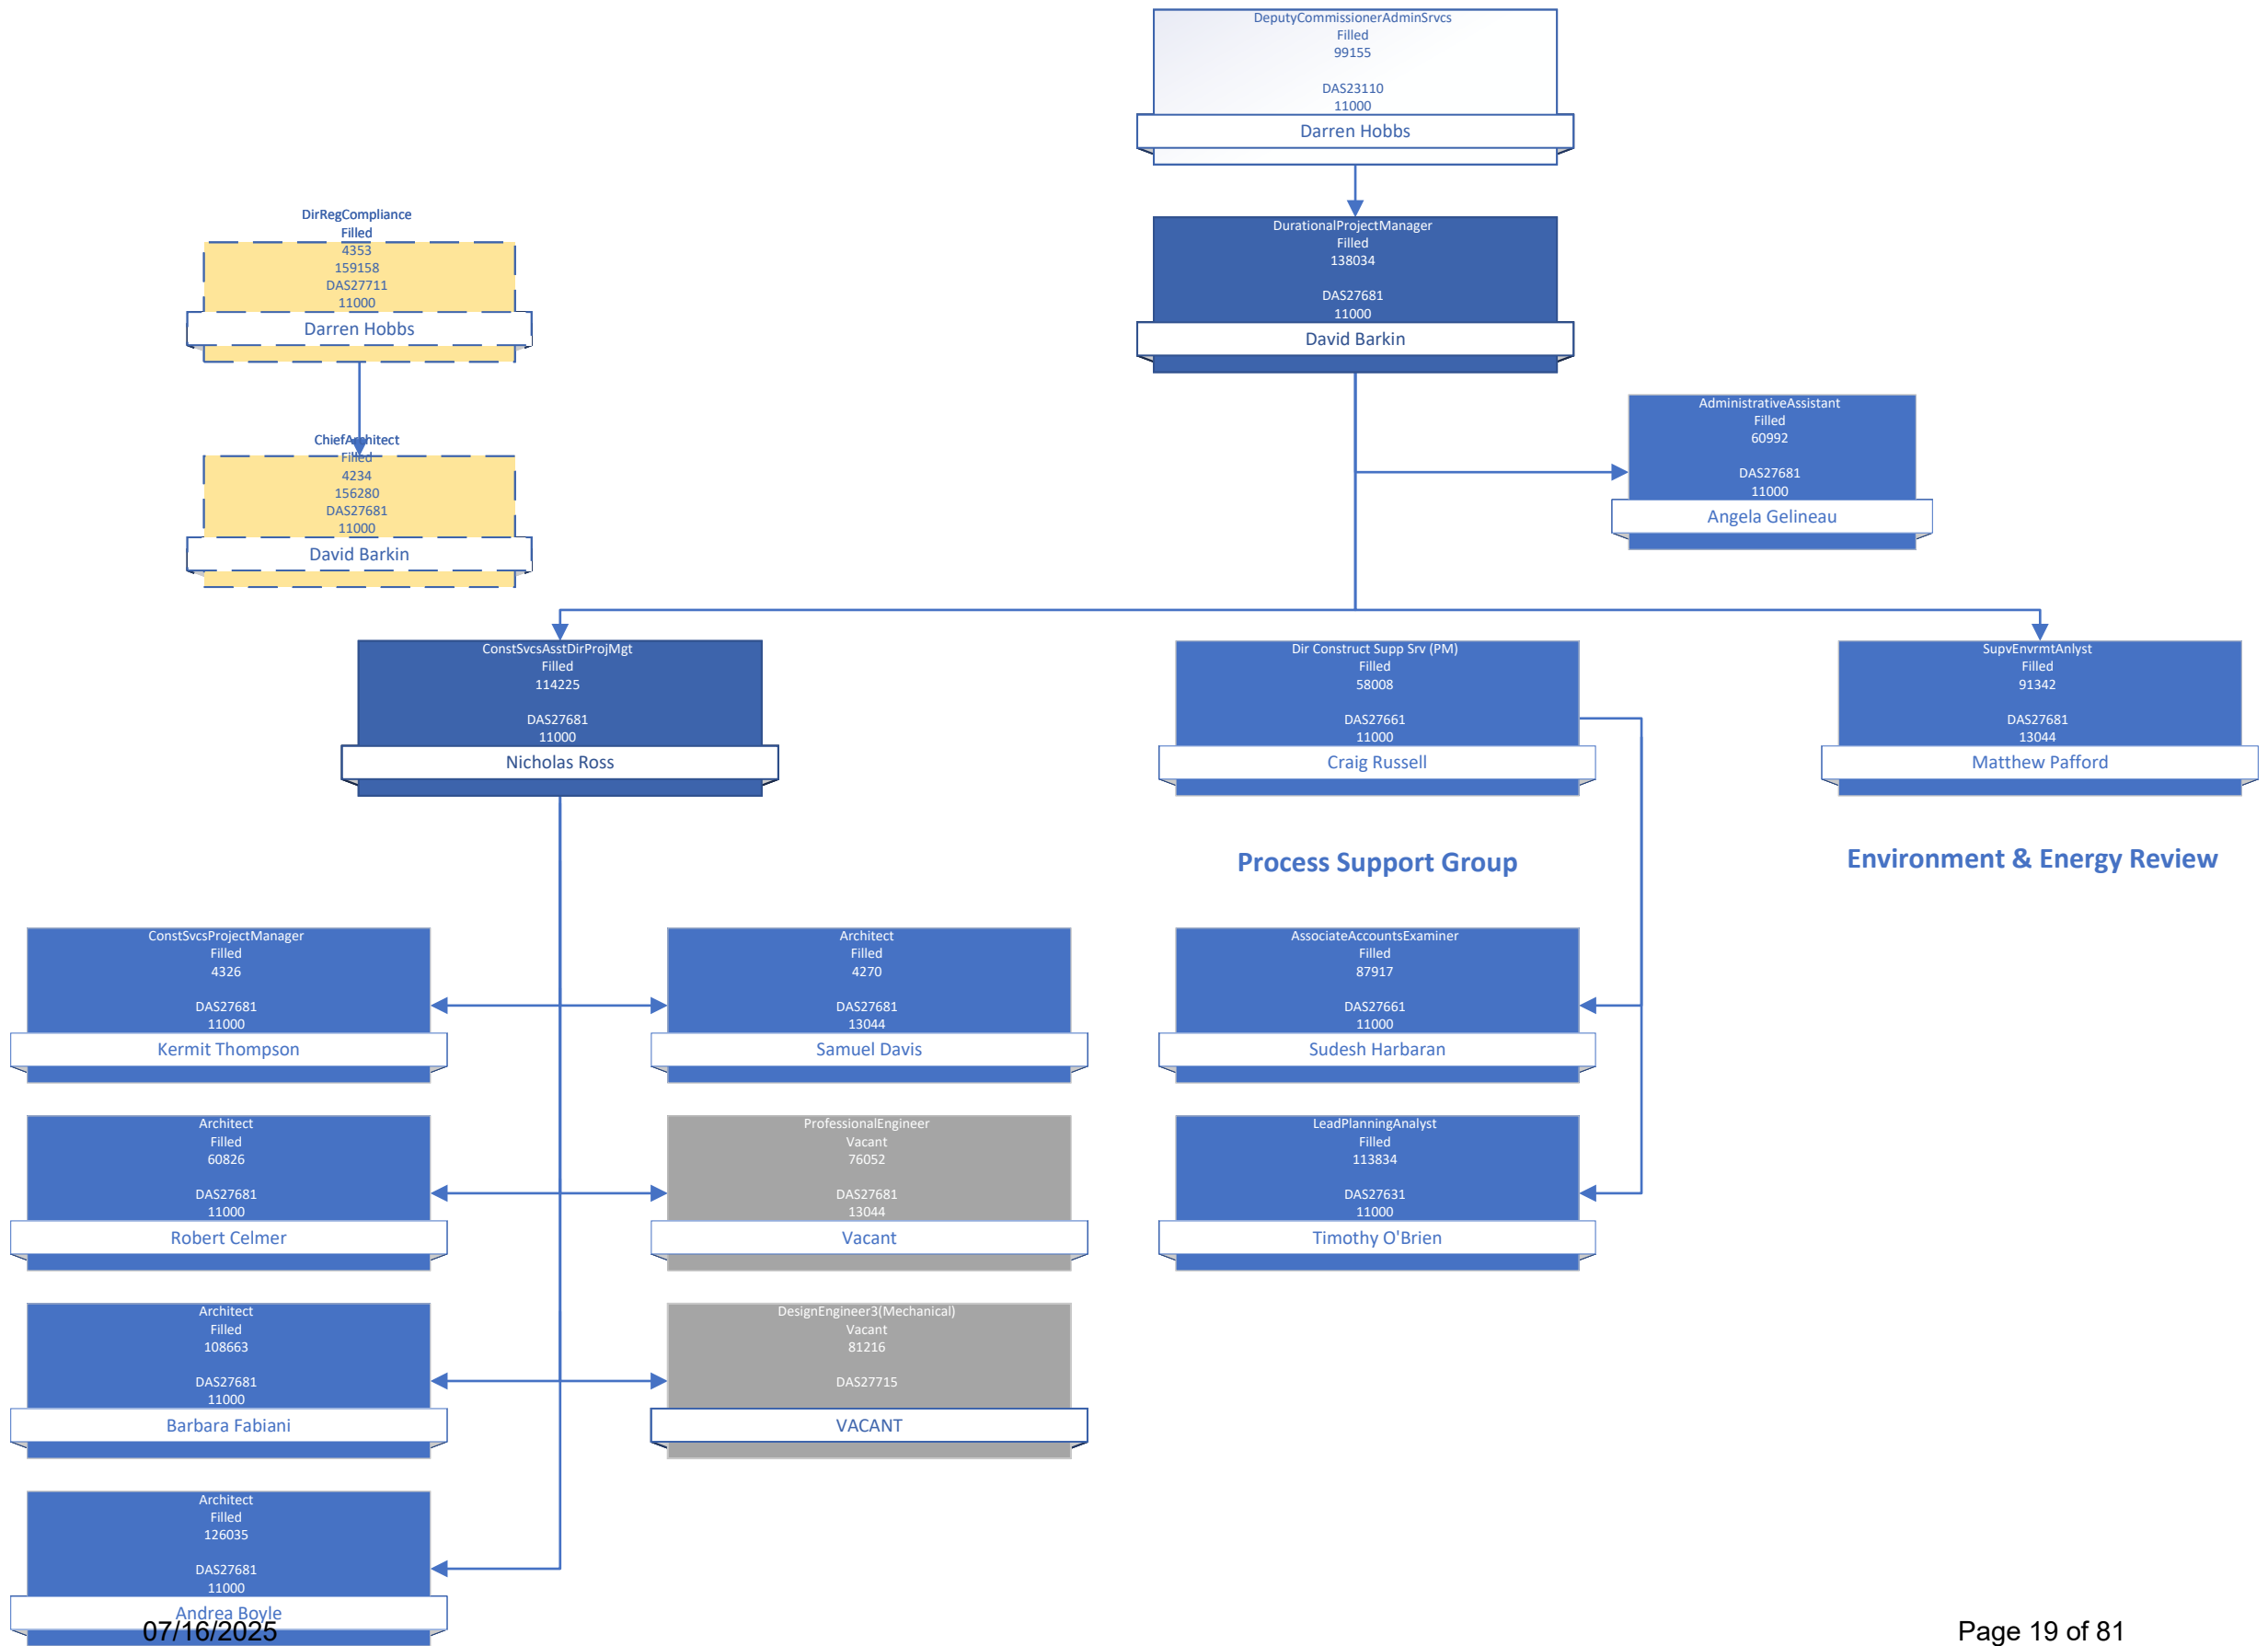 DeputyCommissionerAdminSrvcs
Filled
99155
DAS23110
11000
Darren Hobbs
DirRegCompliance
Filled
4353
159158
DAS27711
11000
Darren Hobbs
DurationalProjectManager
Filled
138034
DAS27681
11000
David Barkin
ChiefArchitect
Filled
4234
156280
DAS27681
11000
David Barkin
AdministrativeAssistant
Filled
60992
DAS27681
11000
Angela Gelineau
ConstSvcsAsstDirProjMgt
Filled
114225
DAS27681
11000
Nicholas Ross
Dir Construct Supp Srv (PM)
Filled
58008
DAS27661
11000
Craig Russell
SupvEnvrmtAnlyst
Filled
91342
DAS27681
13044
Matthew Pafford
Process Support Group
Environment & Energy Review
ConstSvcsProjectManager
Filled
4326
DAS27681
11000
Kermit Thompson
Architect
Filled
4270
DAS27681
13044
Samuel Davis
AssociateAccountsExaminer
Filled
87917
DAS27661
11000
Sudesh Harbaran
Architect
Filled
60826
DAS27681
11000
Robert Celmer
ProfessionalEngineer
Vacant
76052
DAS27681
13044
Vacant
LeadPlanningAnalyst
Filled
113834
DAS27631
11000
Timothy O'Brien
Architect
Filled
108663
DAS27681
11000
Barbara Fabiani
DesignEngineer3(Mechanical)
Vacant
81216
DAS27715
VACANT
Architect
Filled
126035
DAS27681
11000
Andrea Boyle
07/16/2025
Page 19 of 81